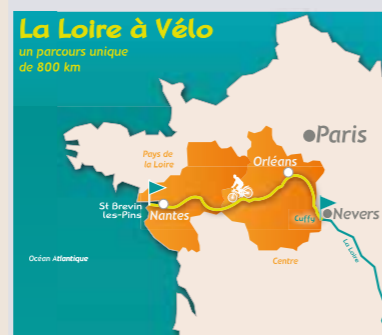 La Loire à Vélo
un parcours unique
de 800 km
Paris
Pays de
la Loire
Orléans
St Brevin
les-Pins
Nantes
Cuffy
Nevers
La Loire
Océan Atlantique
Centre